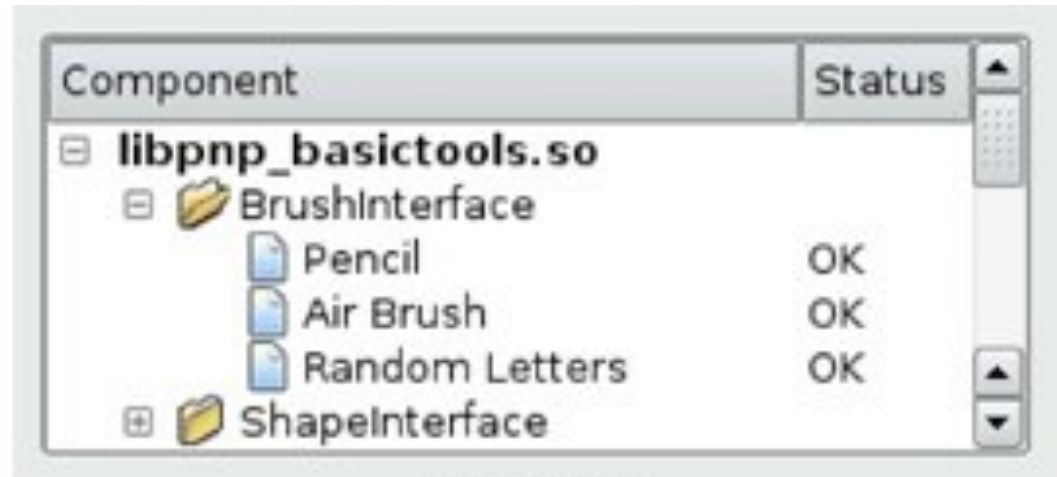 Component Status
libpnp_basictools.so
BrushInterface
Pencil OK
Air Brush OK
Random Letters OK
ShapeInterface